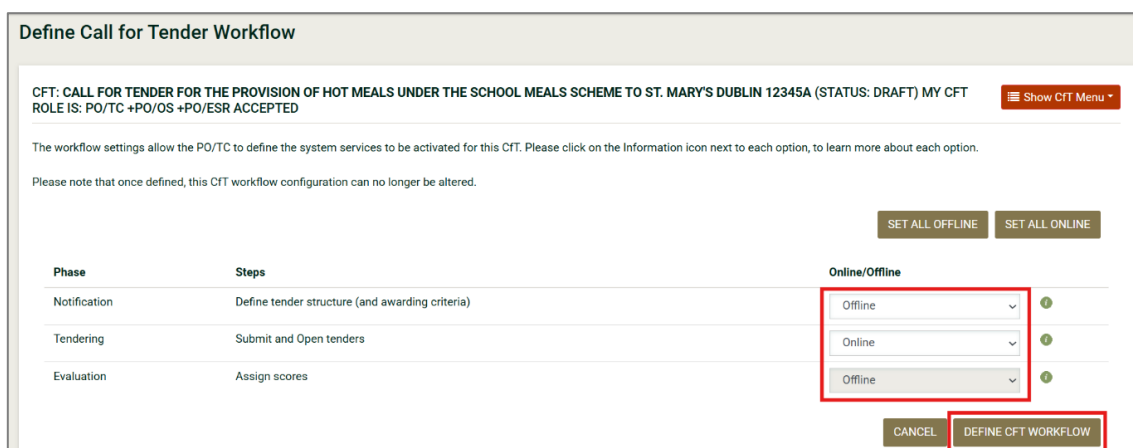 Define Call for Tender Workflow
CFT: CALL FOR TENDER FOR THE PROVISION OF HOT MEALS UNDER THE SCHOOL MEALS SCHEME TO ST. MARY'S DUBLIN 12345A (STATUS: DRAFT) MY CFT
ROLE IS: PO/TC +PO/OS +PO/ESR ACCEPTED
Show CfT Menu
The workflow settings allow the PO/TC to define the system services to be activated for this CfT. Please click on the Information icon next to each option, to learn more about each option.
Please note that once defined, this CfT workflow configuration can no longer be altered.
SET ALL OFFLINE SET ALL ONLINE
Phase Steps Online/Offline
Notification Define tender structure (and awarding criteria) Offline
Tendering Submit and Open tenders Online
Evaluation Assign scores Offline
CANCEL DEFINE CFT WORKFLOW